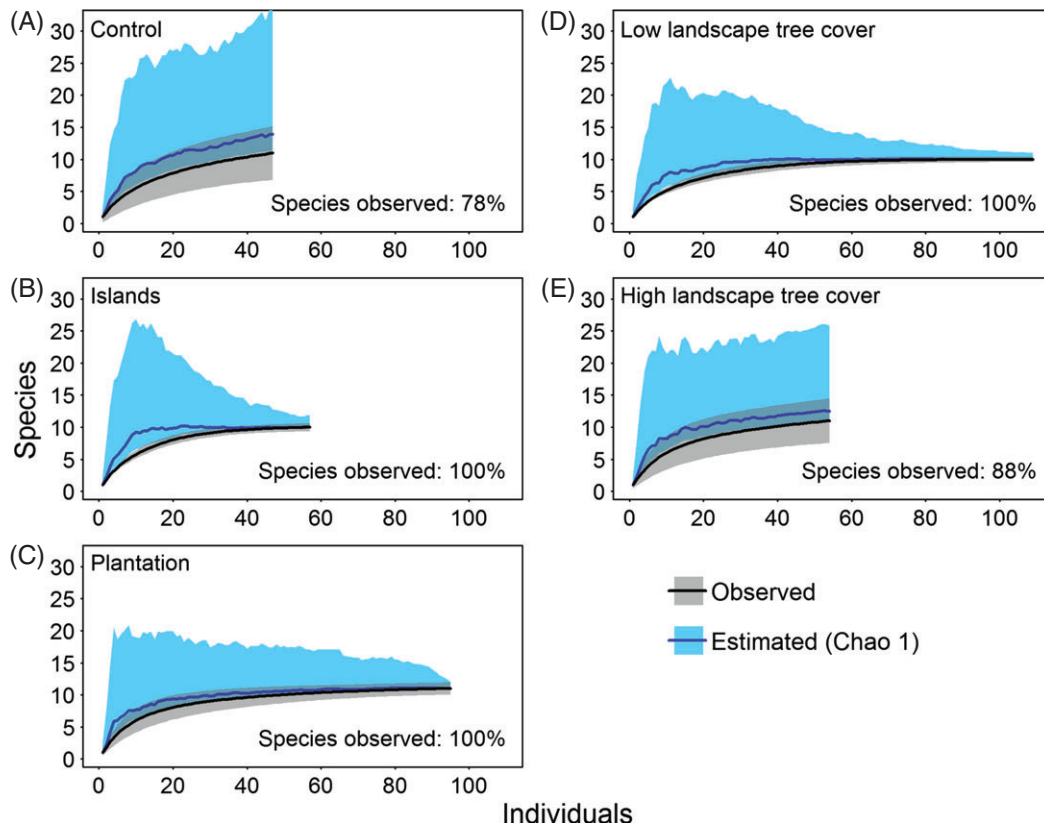 (A)
Control
30
25
20
15
10
5
0
Species observed: 78%
0 20 40 60 80 100
(B)
Islands
30
25
20
15
10
5
0
Species observed: 100%
0 20 40 60 80 100
(C)
Plantation
30
25
20
15
10
5
0
Species observed: 100%
0 20 40 60 80 100
(D)
Low landscape tree cover
30
25
20
15
10
5
0
Species observed: 100%
0 20 40 60 80 100
(E)
High landscape tree cover
30
25
20
15
10
5
0
Species observed: 88%
0 20 40 60 80 100
Observed
Estimated (Chao 1)
Species
Individuals